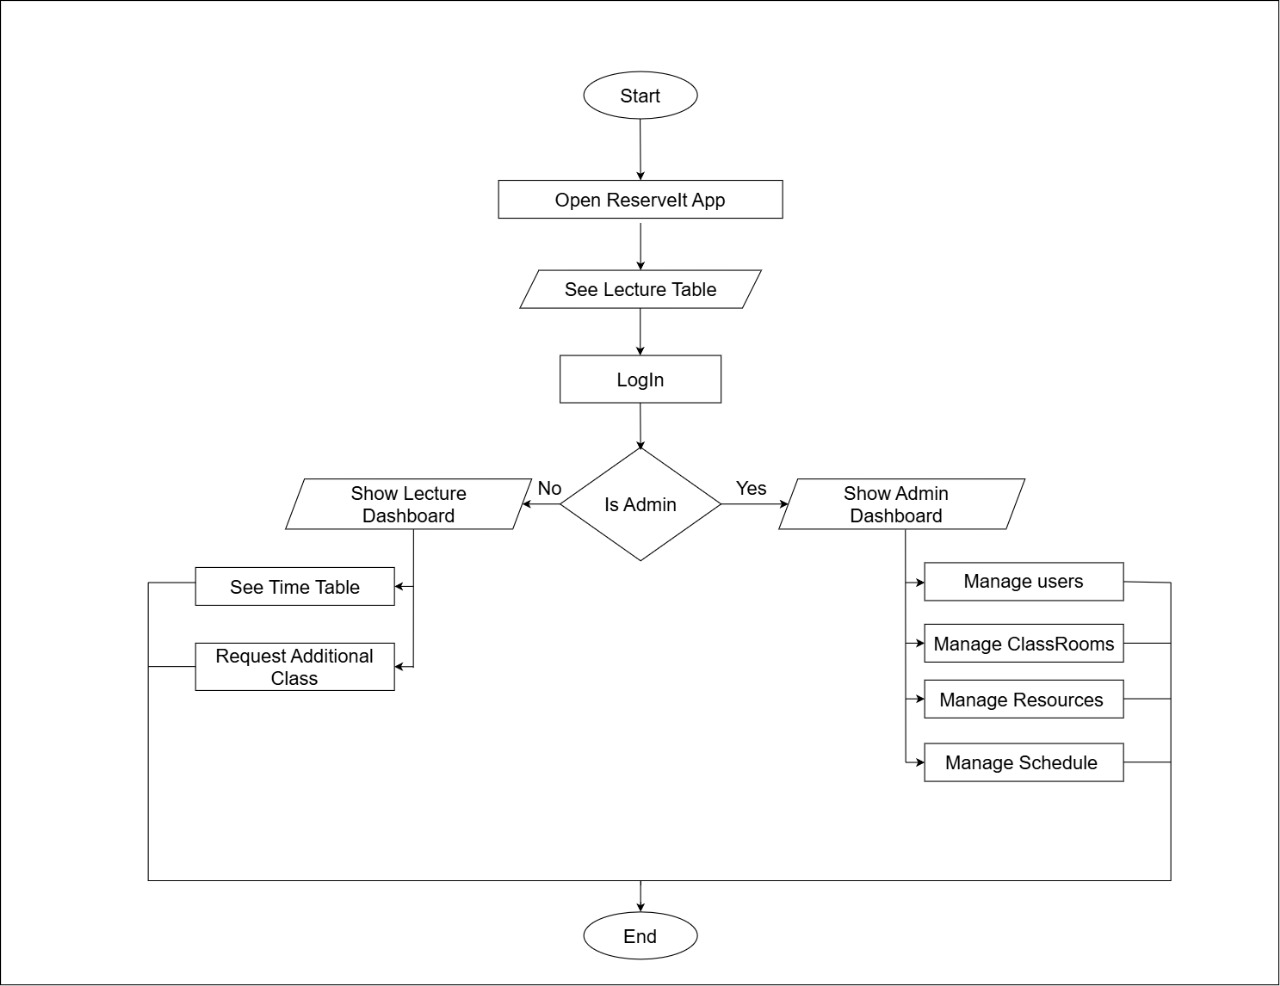 Start
Open ReserveIt App
See Lecture Table
LogIn
Show Lecture
Dashboard
No
Is Admin
Yes
Show Admin
Dashboard
See Time Table
Request Additional
Class
Manage users
Manage ClassRooms
Manage Resources
Manage Schedule
End